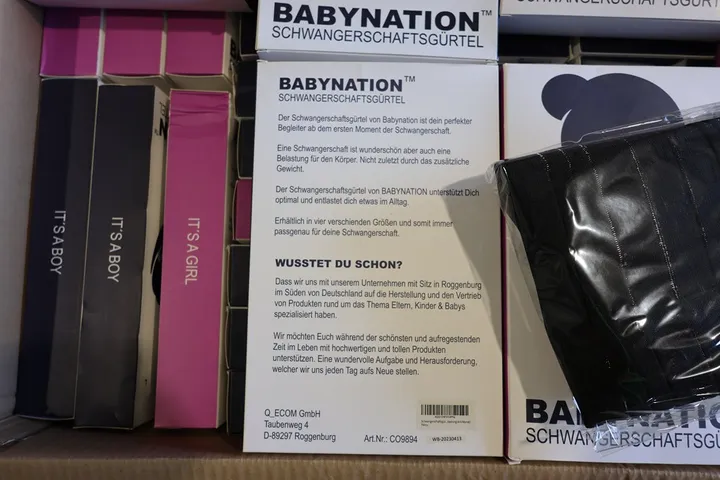 BABYNATION™
SCHWANGERSCHAFTSGÜRTEL
SCHWANGERSCHAFTSGÜRT
IT'S A BOY
IT'S A BOY
IT'S A GIRL
BABYNATION™
SCHWANGERSCHAFTSGÜRTEL
Der Schwangerschaftsgürtel von Babynation ist dein perfekter
Begleiter ab dem ersten Moment der Schwangerschaft.
Eine Schwangerschaft ist wunderschön aber auch eine
Belastung für den Körper. Nicht zuletzt durch das zusätzliche
Gewicht.
Der Schwangerschaftsgürtel von BABYNATION unterstützt Dich
optimal und entlastet dich etwas im Alltag.
Erhältlich in vier verschienden Größen und somit immer
passgenau für deine Schwangerschaft.
WUSSTET DU SCHON?
Dass wir uns mit unserem Unternehmen mit Sitz in Roggenburg
im Süden von Deutschland auf die Herstellung und den Vertrieb
von Produkten rund um das Thema Eltern, Kinder & Babys
spezialisiert haben.
Wir möchten Euch während der schönsten und aufregestanden
Zeit im Leben mit hochwertigen und tollen Produkten
unterstützen. Eine wundervolle Aufgabe und Herausforderung,
welcher wir uns jeden Tag aufs Neue stellen.
Q_ECOM GmbH
Taubenweg 4
D-89297 Roggenburg
Art.Nr.: CO9894
WB-20230413
BABYNATIO
SCHWANGERSCHAFTSGÜ